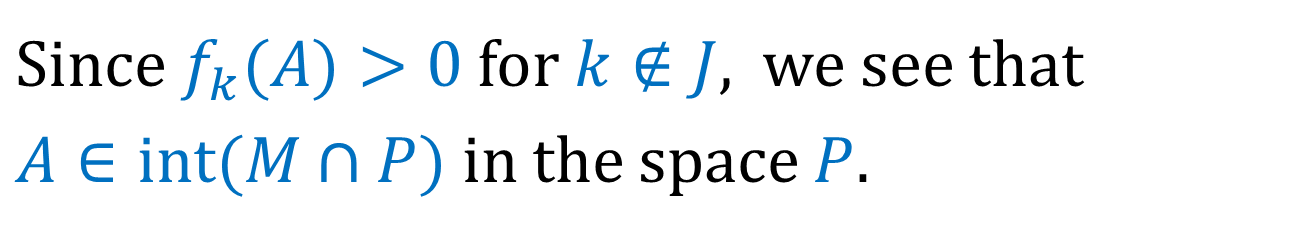 Since f_k(A) > 0 for k ∉ J, we see that
A ∈ int(M ∩ P) in the space P.